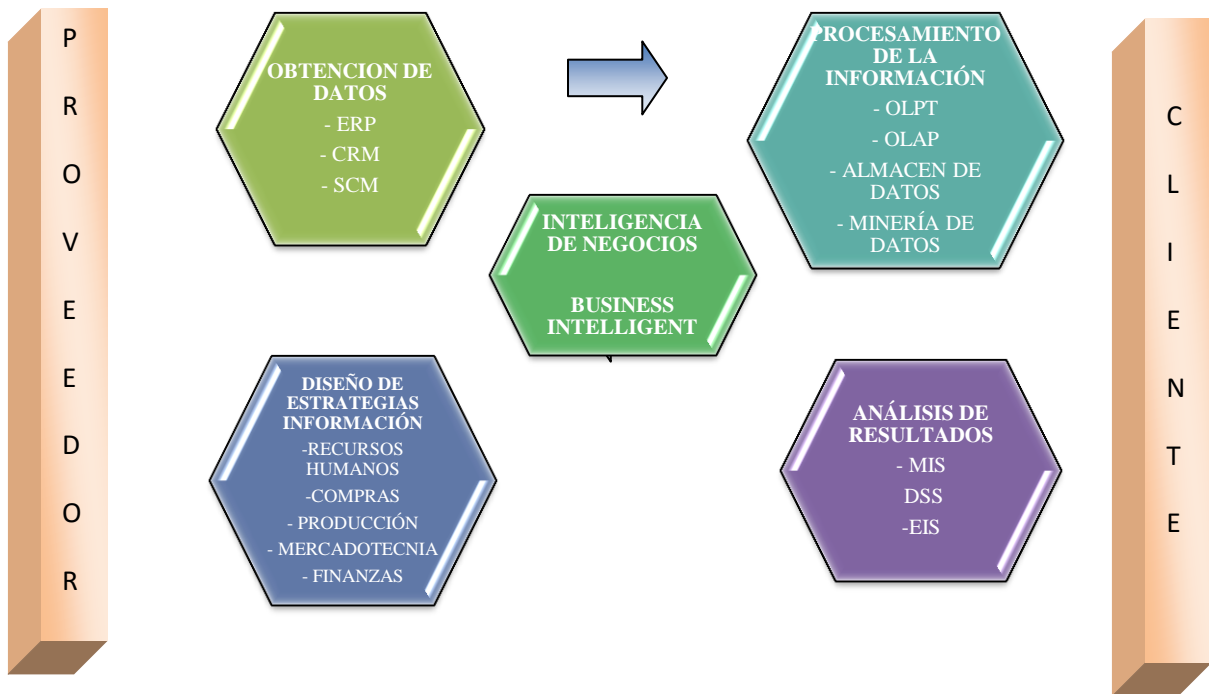 PROVEEDOR
OBTENCION DE
DATOS
- ERP
- CRM
- SCM
PROCESAMIENTO
DE LA
INFORMACIÓN
- OLPT
- OLAP
- ALMACEN DE
DATOS
- MINERÍA DE
DATOS
INTELIGENCIA
DE NEGOCIOS
BUSINESS
INTELLIGENT
DISEÑO DE
ESTRATEGIAS
INFORMACIÓN
-RECURSOS
HUMANOS
-COMPRAS
- PRODUCCIÓN
- MERCADOTECNIA
- FINANZAS
ANÁLISIS DE
RESULTADOS
- MIS
DSS
-EIS
CLIENTE